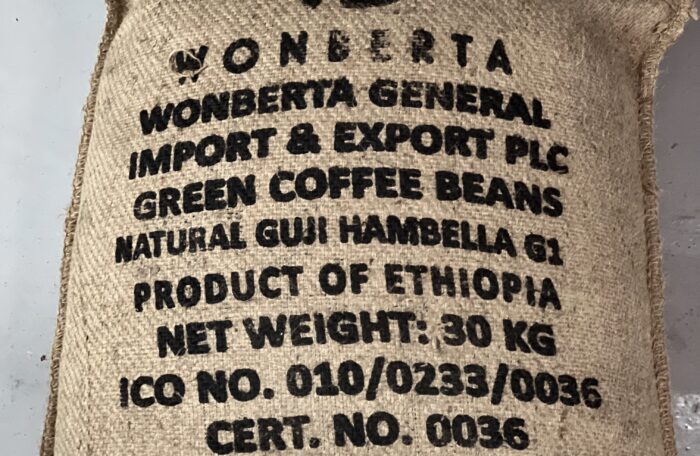 WONBERTA
WONBERTA GENERAL
IMPORT & EXPORT PLC
GREEN COFFEE BEANS
NATURAL GUJI HAMBELLA G1
PRODUCT OF ETHIOPIA
NET WEIGHT: 30 KG
ICO NO. 010/0233/0036
CERT. NO. 0036